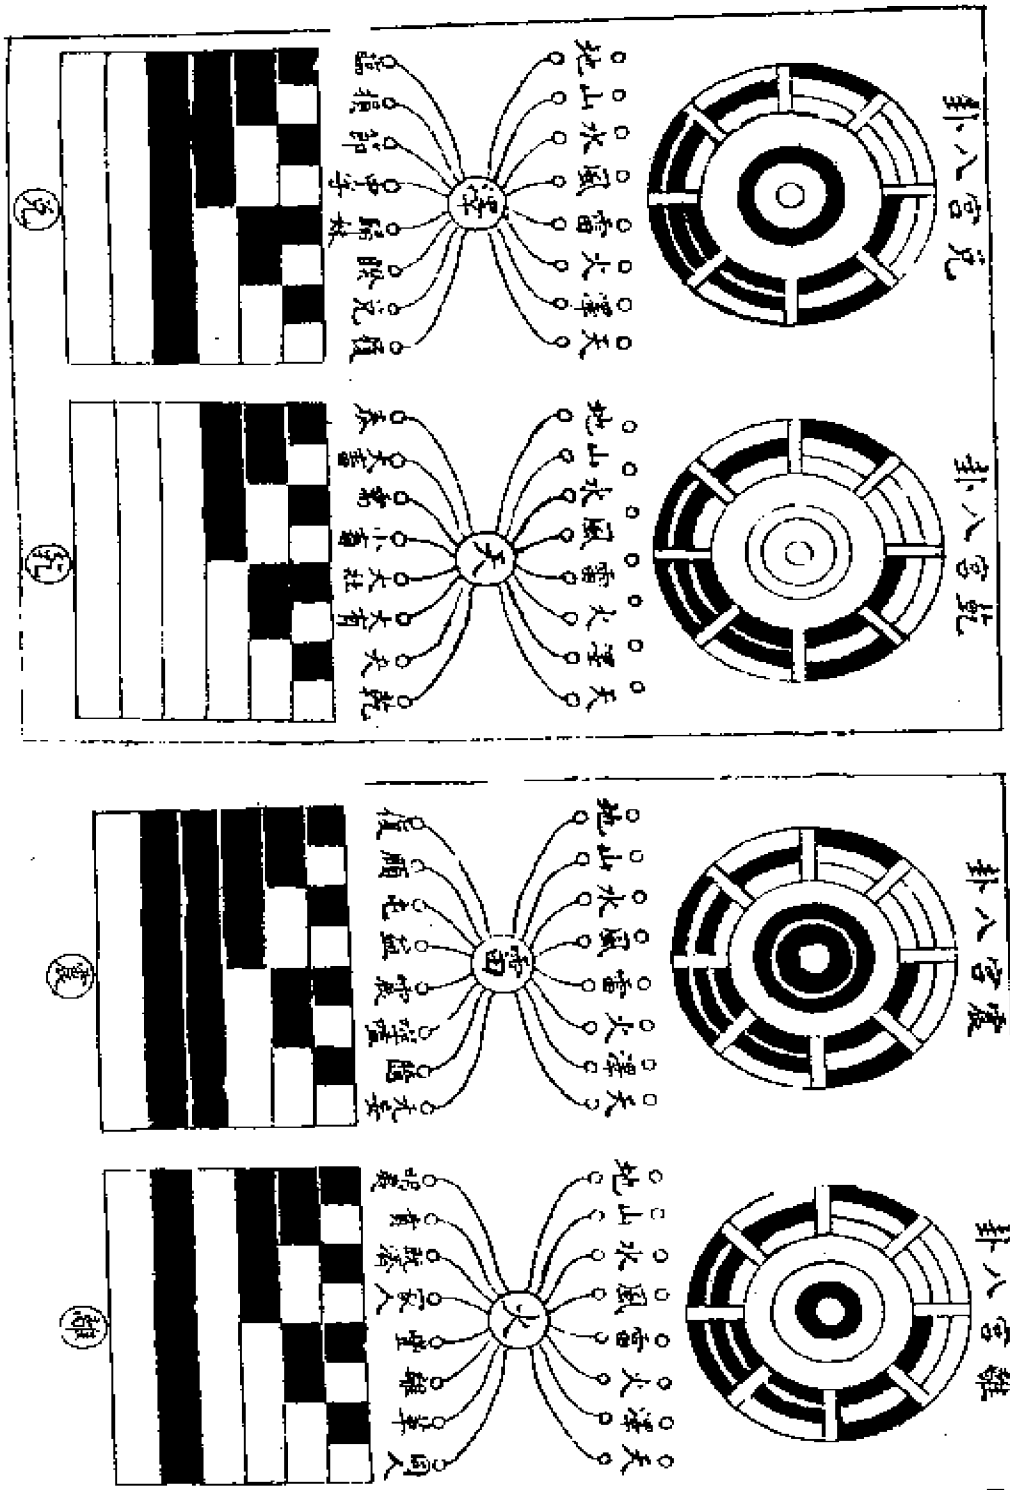 乾宮八卦
天 澤 火 雷 風 水 山 地
天
乾 夬 大有 大壯 小畜 需 大畜 泰
乾
兌宮八卦
天 澤 火 雷 風 水 山 地
澤
履 兌 睽 歸妹 中孚 節 損 臨
兌
離宮八卦
天 澤 火 雷 風 水 山 地
火
同人 革 離 豐 家人 既濟 賁 明夷
離
震宮八卦
天 澤 火 雷 風 水 山 地
雷
无妄 隨 噬嗑 震 益 屯 頤 復
震